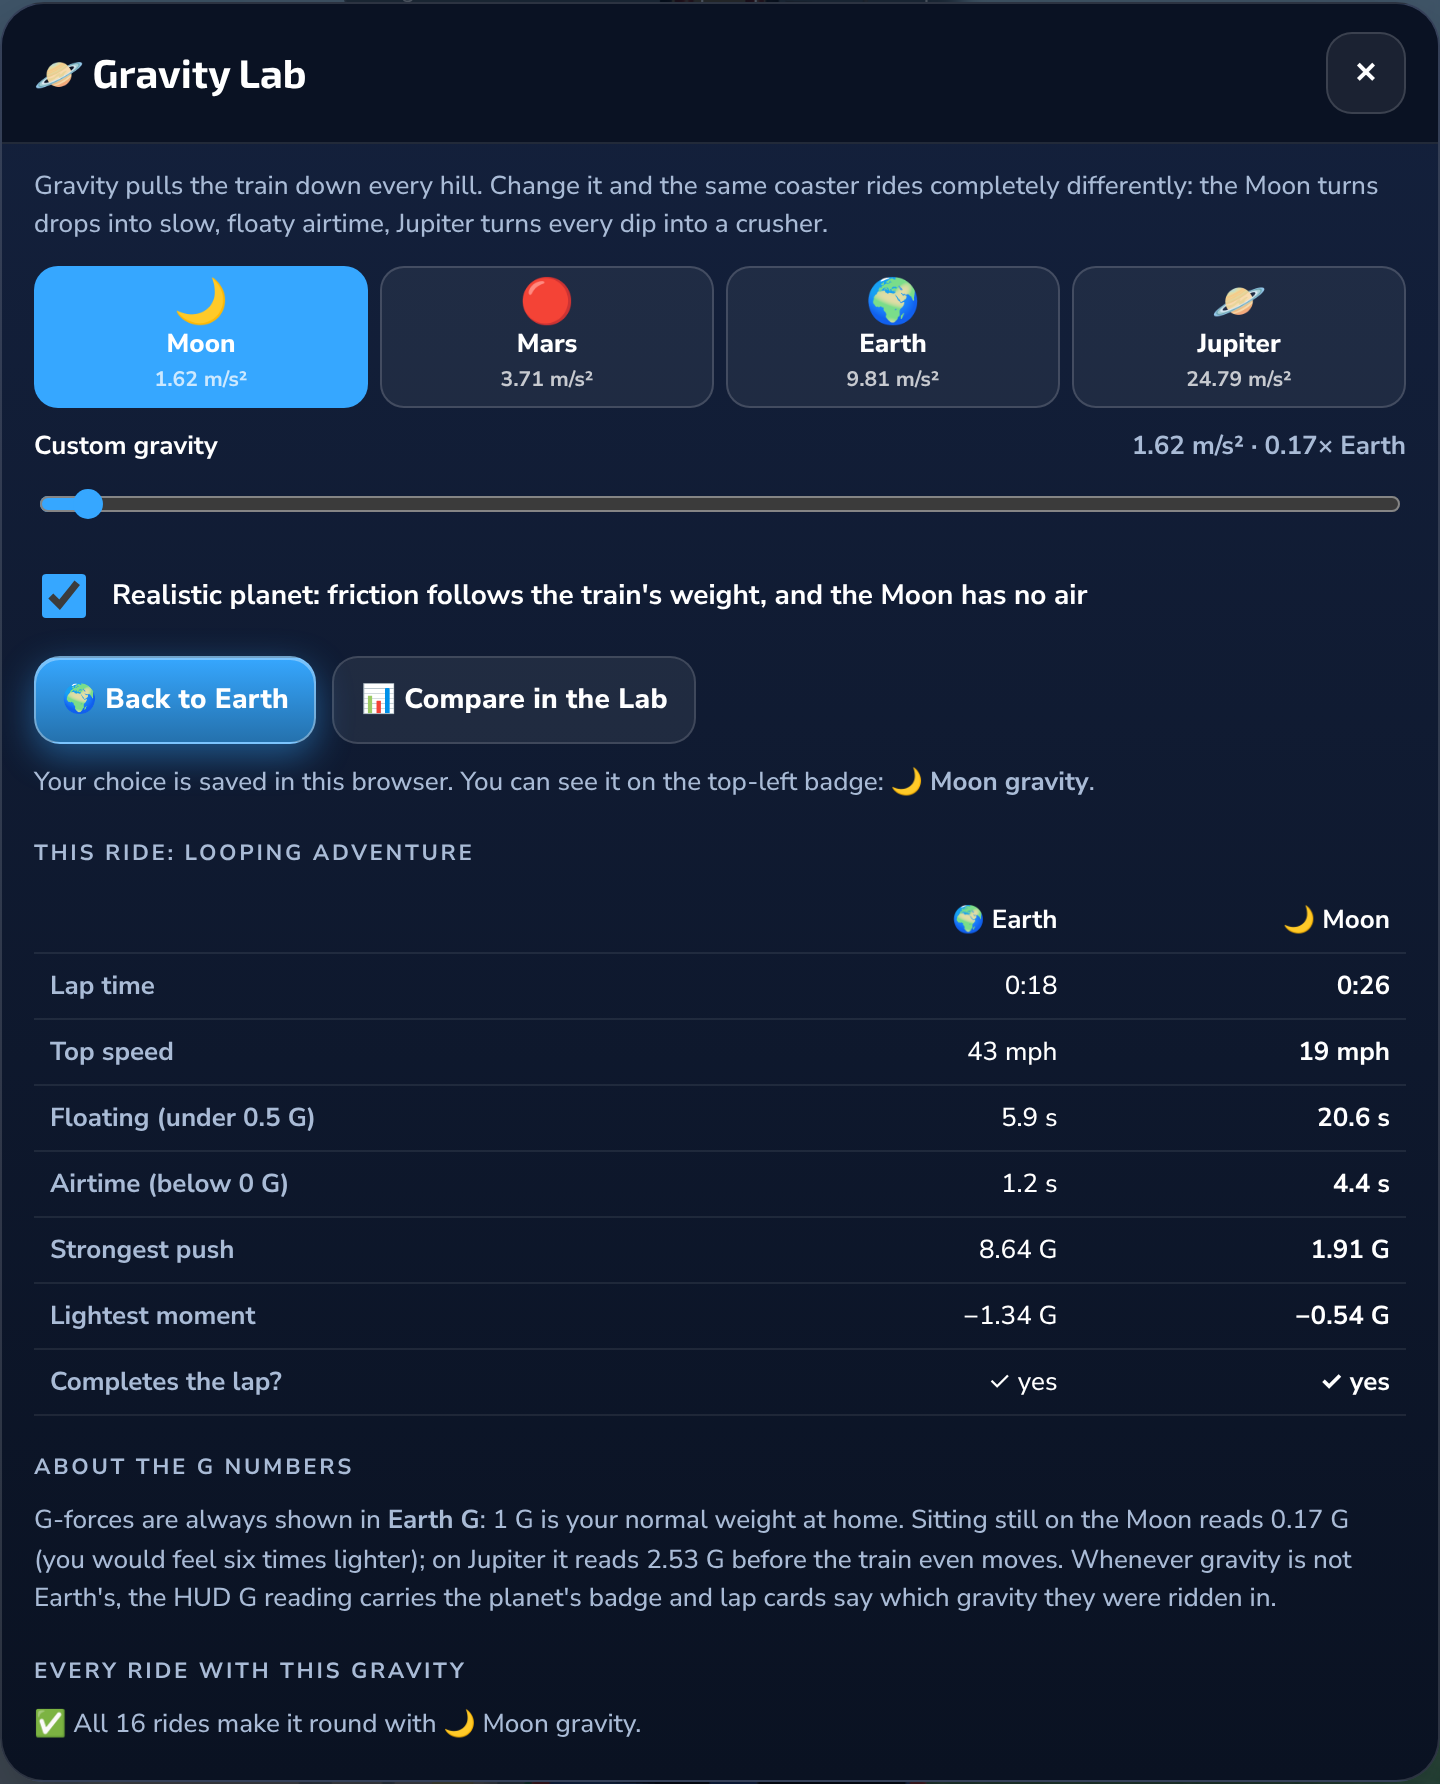 🪐 Gravity Lab
✕
Gravity pulls the train down every hill. Change it and the same coaster rides completely differently: the Moon turns
drops into slow, floaty airtime, Jupiter turns every dip into a crusher.
Moon
1.62 m/s²
Mars
3.71 m/s²
Earth
9.81 m/s²
Jupiter
24.79 m/s²
Custom gravity
1.62 m/s² · 0.17× Earth
Realistic planet: friction follows the train's weight, and the Moon has no air
🌍 Back to Earth
📊 Compare in the Lab
Your choice is saved in this browser. You can see it on the top-left badge: 🌙 Moon gravity.
THIS RIDE: LOOPING ADVENTURE
🌍 Earth 🌙 Moon
Lap time 0:18 0:26
Top speed 43 mph 19 mph
Floating (under 0.5 G) 5.9 s 20.6 s
Airtime (below 0 G) 1.2 s 4.4 s
Strongest push 8.64 G 1.91 G
Lightest moment −1.34 G −0.54 G
Completes the lap? ✓ yes ✓ yes
ABOUT THE G NUMBERS
G-forces are always shown in Earth G: 1 G is your normal weight at home. Sitting still on the Moon reads 0.17 G
(you would feel six times lighter); on Jupiter it reads 2.53 G before the train even moves. Whenever gravity is not
Earth's, the HUD G reading carries the planet's badge and lap cards say which gravity they were ridden in.
EVERY RIDE WITH THIS GRAVITY
✅ All 16 rides make it round with 🌙 Moon gravity.